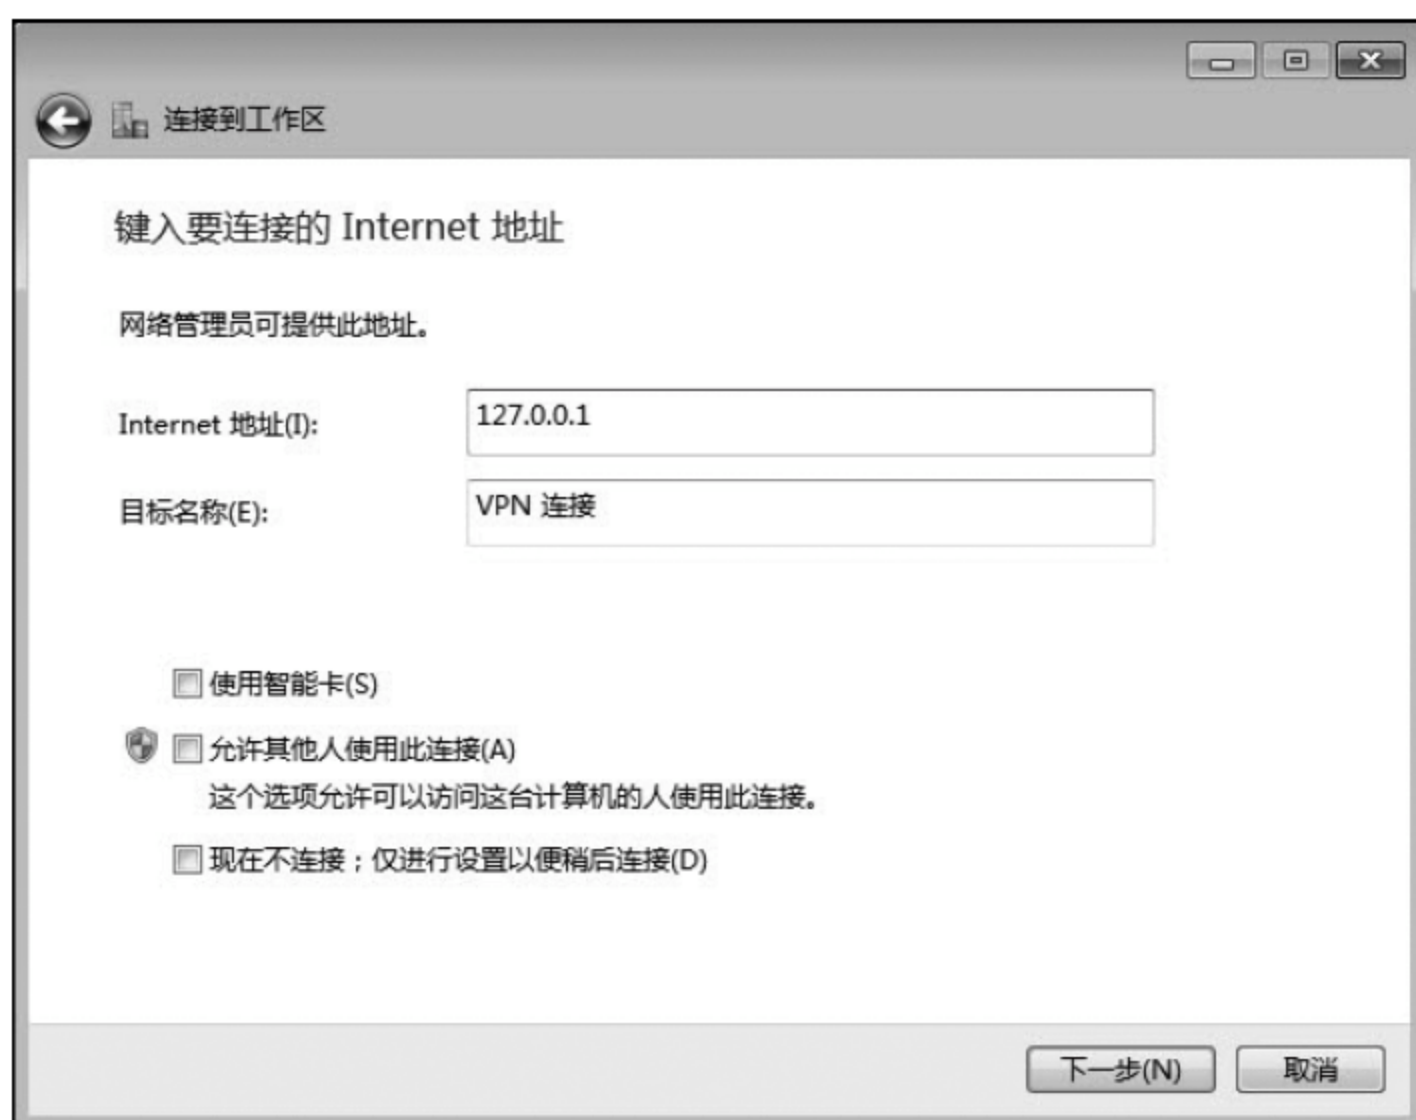 连接到工作区
键入要连接的 Internet 地址
网络管理员可提供此地址。
Internet 地址(I):
127.0.0.1
目标名称(E):
VPN 连接
使用智能卡(S)
允许其他人使用此连接(A)
这个选项允许可以访问这台计算机的人使用此连接。
现在不连接；仅进行设置以便稍后连接(D)
下一步(N)
取消